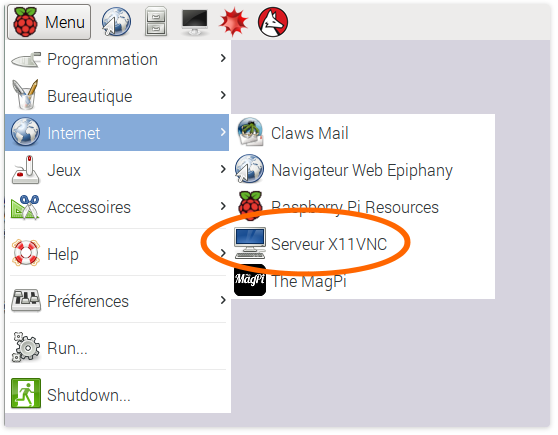 Menu
Programmation
Bureautique
Internet
Jeux
Accessoires
Help
Préférences
Run...
Shutdown...
Claws Mail
Navigateur Web Epiphany
Raspberry Pi Resources
Serveur X11VNC
MagPi
The MagPi